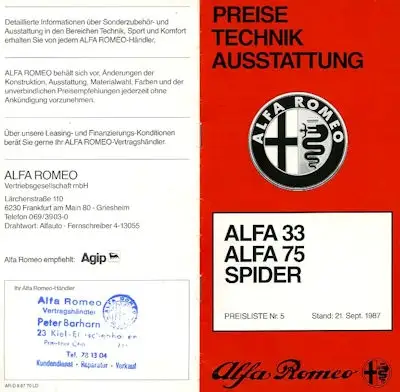 Detaillierte Informationen über Sonderzubehör- und
Ausstattung in den Bereichen Technik, Sport und Komfort
erhalten Sie von jedem ALFA ROMEO-Händler.
ALFA ROMEO behält sich vor, Änderungen der
Konstruktion, Ausstattung, Materialwahl, Farben und der
unverbindlichen Preisempfehlungen jederzeit ohne
Ankündigung vorzunehmen.
Über unsere Leasing- und Finanzierungs-Konditionen
berät Sie gerne Ihr ALFA ROMEO-Vertragshändler
ALFA ROMEO
Vertriebsgesellschaft mbH
Lärchenstraße 110
6230 Frankfurt am Main 80 - Griesheim
Telefon 069/3903-0
Drahtwort: Alfauto - Fernschreiber 4-13055
Alfa Romeo empfiehlt: Agip
Ihr Alfa Romeo-Händler
Alfa Romeo
Vertragshändler
Peter Barharn
23 Kiel-
Tel. 73 13 04
Kundendienst - Reparatur - Verkauf
PREISE
TECHNIK
AUSSTATTUNG
ALFA ROMEO
ALFA 33
ALFA 75
SPIDER
PREISLISTE Nr. 5 Stand: 21. Sept. 1987
Alfa Romeo